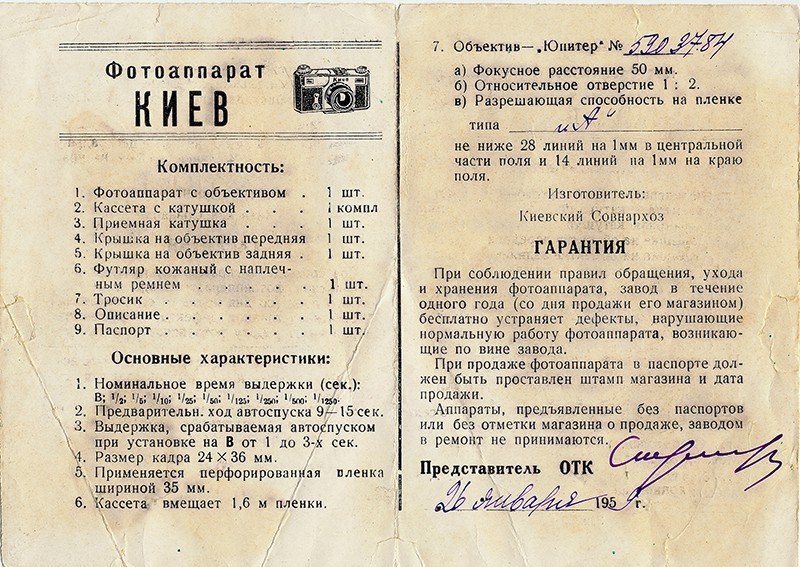 Фотоаппарат
КИЕВ
Киев
Комплектность:
1. Фотоаппарат с объективом . 1 шт.
2. Кассета с катушкой . . . 1 компл
3. Приемная катушка . . . 1 шт.
4. Крышка на объектив передняя 1 шт.
5. Крышка на объектив задняя . 1 шт.
6. Футляр кожаный с наплеч-
ным ремнем . . . . . 1 шт.
7. Тросик . . . . . . 1 шт.
8. Описание . . . . . . 1 шт.
9. Паспорт . . . . . . 1 шт.
Основные характеристики:
1. Номинальное время выдержки (сек.):
В; 1/2, 1/5; 1/10; 1/25; 1/50; 1/125; 1/250; 1/500; 1/1250.
2. Предварительн. ход автоспуска 9—15 сек.
3. Выдержка, срабатываемая автоспуском
при установке на В от 1 до 3-х сек.
4. Размер кадра 24×36 мм.
5. Применяется перфорированная пленка
шириной 35 мм.
6. Кассета вмещает 1,6 м пленки.
7. Объектив— „Юпитер" № 5903784
а) Фокусное расстояние 50 мм.
б) Относительное отверстие 1 : 2.
в) Разрешающая способность на пленке
типа „А"
не ниже 28 линий на 1мм в центральной
части поля и 14 линий на 1мм на краю
поля.
Изготовитель:
Киевский Совнархоз
ГАРАНТИЯ
При соблюдении правил обращения, ухода
и хранения фотоаппарата, завод в течение
одного года (со дня продажи его магазином)
бесплатно устраняет дефекты, нарушающие
нормальную работу фотоаппарата, возникаю-
щие по вине завода.
При продаже фотоаппарата в паспорте дол-
жен быть проставлен штамп магазина и дата
продажи.
Аппараты, предъявленные без паспортов
или без отметки магазина о продаже, заводом
в ремонт не принимаются.
Представитель ОТК
26 января 1959 г.